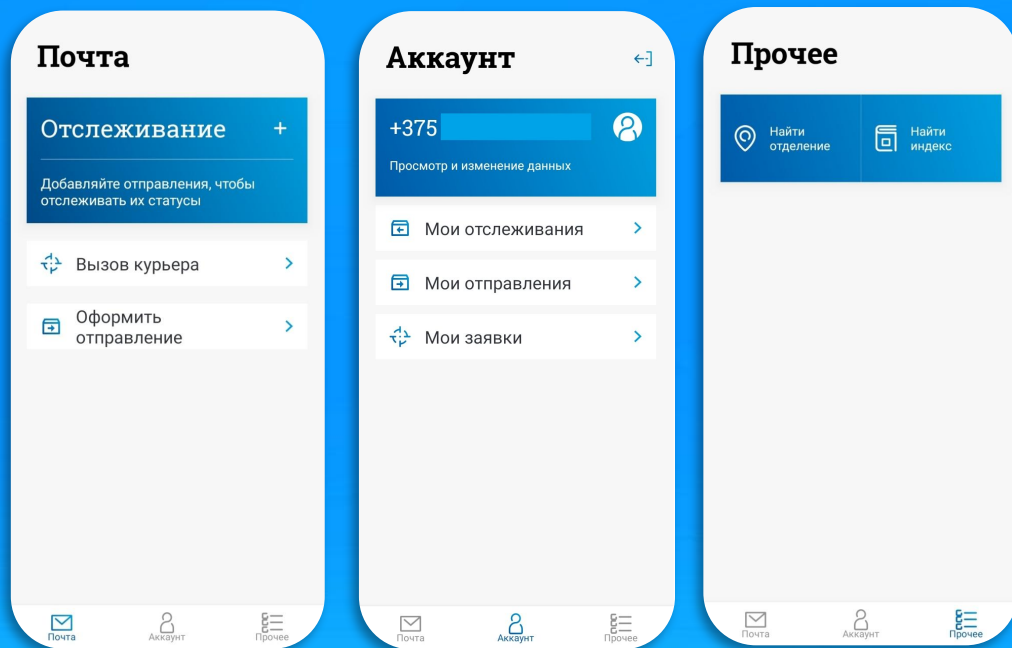 Почта
Отслеживание +
Добавляйте отправления, чтобы
отслеживать их статусы
Вызов курьера
Оформить
отправление
Почта
Аккаунт
Прочее
Аккаунт
+375
Просмотр и изменение данных
Мои отслеживания
Мои отправления
Мои заявки
Почта
Аккаунт
Прочее
Прочее
Найти
отделение
Найти
индекс
Почта
Аккаунт
Прочее